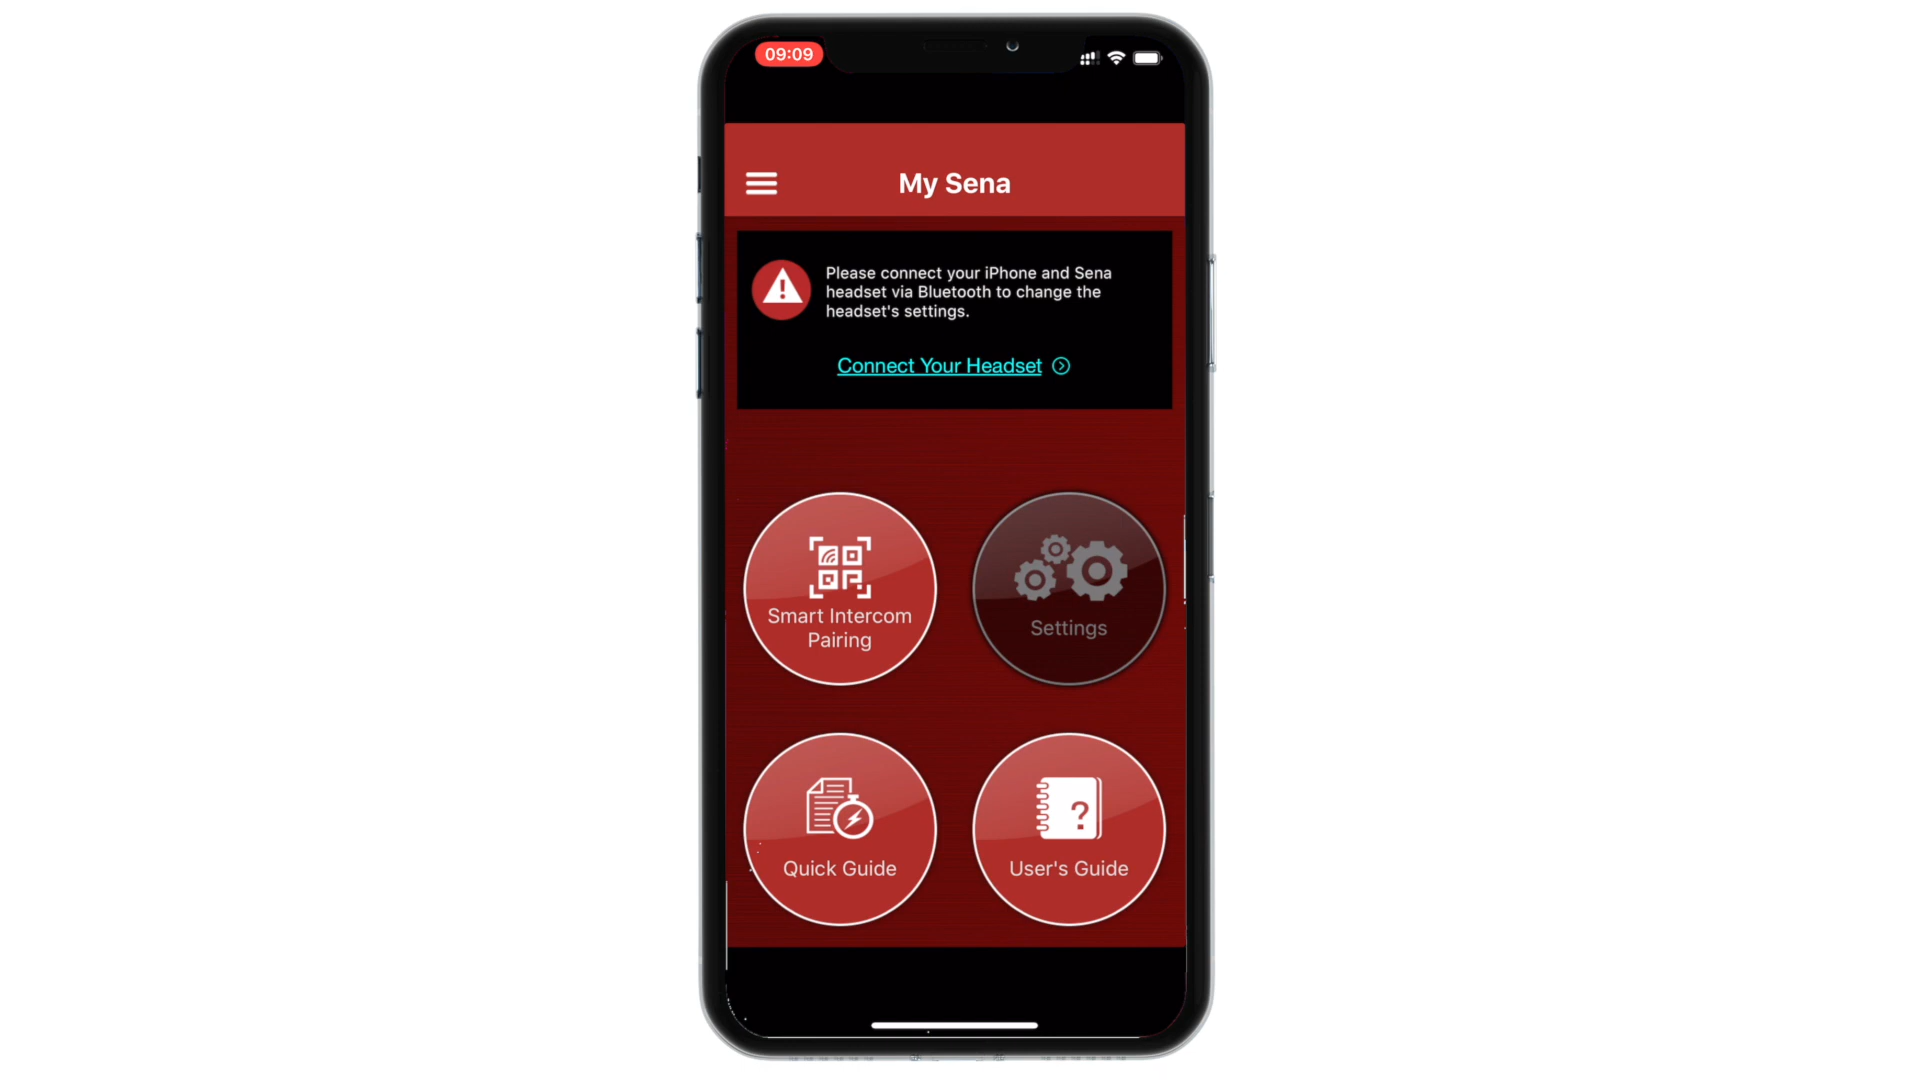 09:09
My Sena
Please connect your iPhone and Sena
headset via Bluetooth to change the
headset's settings.
Connect Your Headset
Smart Intercom
Pairing
Settings
Quick Guide
User's Guide